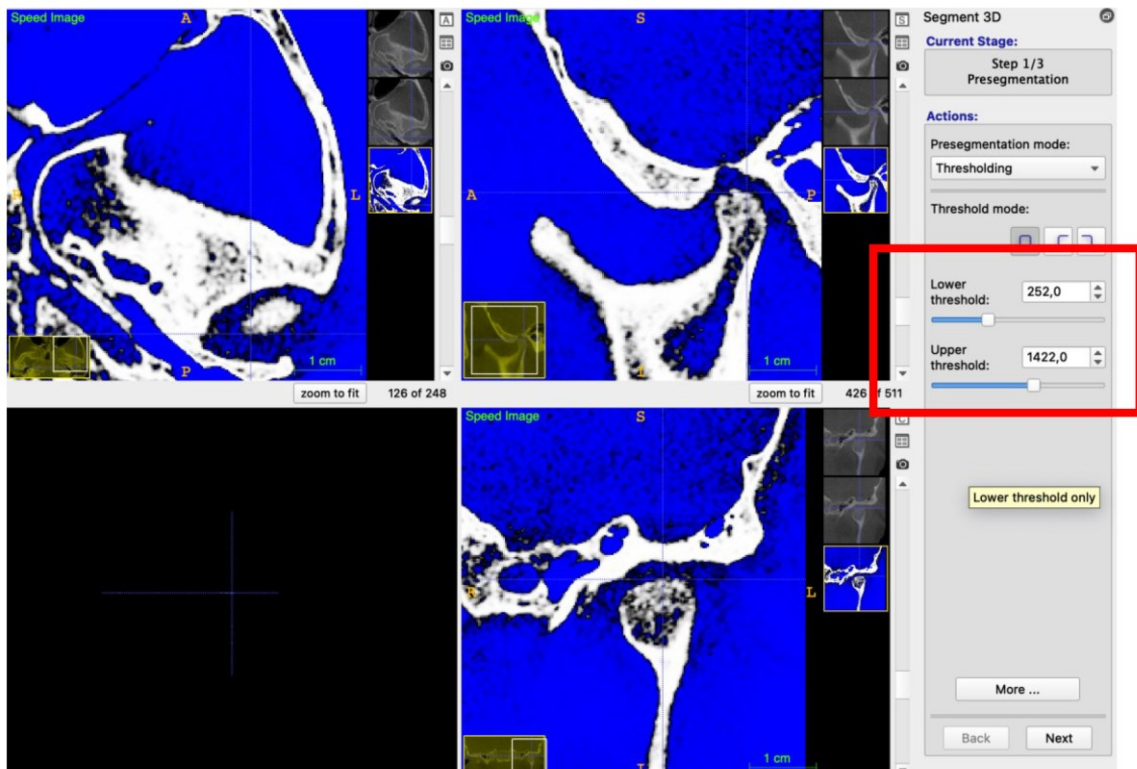 Speed Image
A
L
P
R
1 cm
zoom to fit
126 of 248
Speed Image
S
A
P
I
1 cm
zoom to fit
426 of 511
Speed Image
S
R
L
I
1 cm
A
S
C
Segment 3D
Current Stage:
Step 1/3
Presegmentation
Actions:
Presegmentation mode:
Thresholding
Threshold mode:
Lower
threshold:
252,0
Upper
threshold:
1422,0
Lower threshold only
More ...
Back
Next